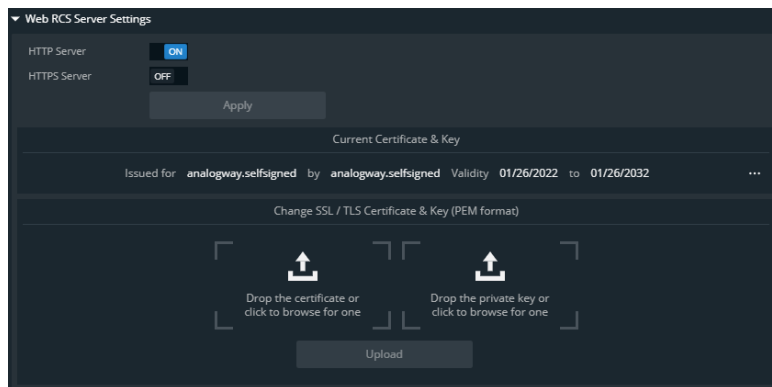 Web RCS Server Settings
HTTP Server ON
HTTPS Server OFF
Apply
Current Certificate & Key
Issued for analogway.selfsigned by analogway.selfsigned Validity 01/26/2022 to 01/26/2032 ...
Change SSL / TLS Certificate & Key (PEM format)
Drop the certificate or
click to browse for one
Drop the private key or
click to browse for one
Upload